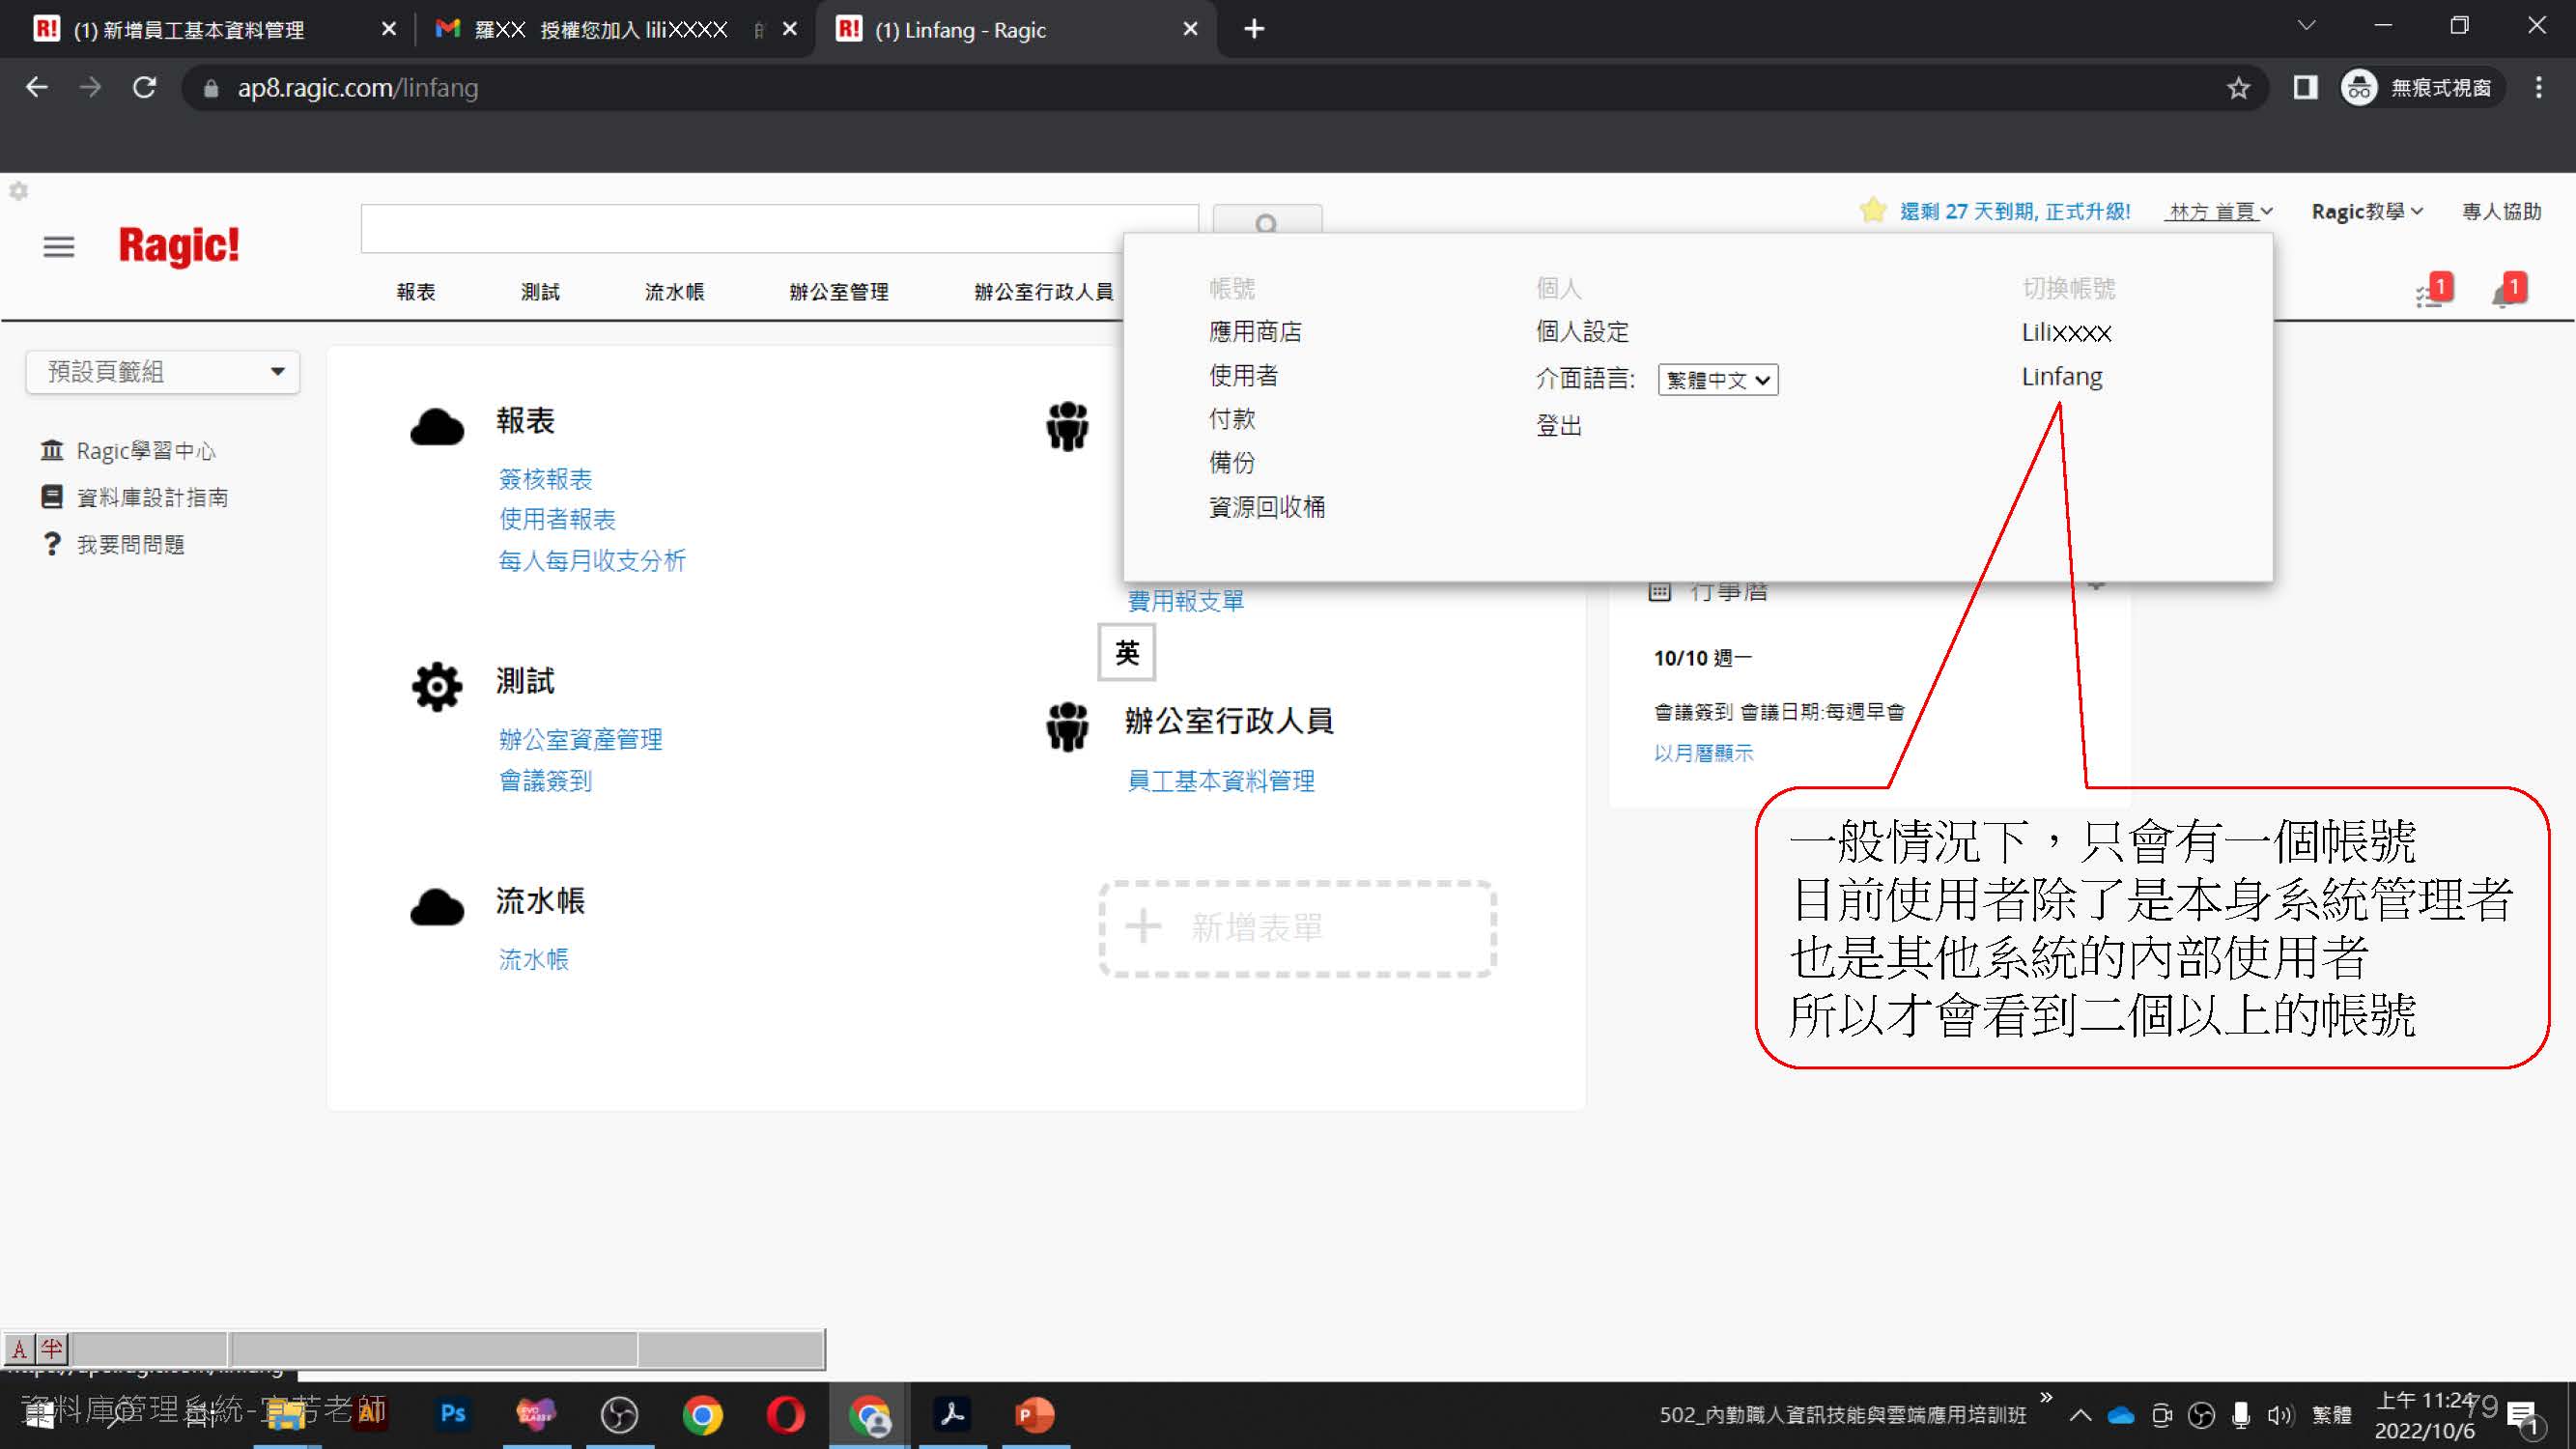 (1) 新增員工基本資料管理
羅XX 授權您加入 liliXXXX
(1) Linfang - Ragic
ap8.ragic.com/linfang
無痕式視窗
還剩 27 天到期, 正式升級!
林方 首頁
Ragic教學
專人協助
Ragic!
報表
測試
流水帳
辦公室管理
辦公室行政人員
1
1
帳號
應用商店
使用者
付款
備份
資源回收桶
個人
個人設定
介面語言: 繁體中文
登出
切換帳號
Lilixxxx
Linfang
預設頁籤組
Ragic學習中心
資料庫設計指南
我要問問題
報表
簽核報表
使用者報表
每人每月收支分析
測試
辦公室資產管理
會議簽到
流水帳
流水帳
費用報支單
英
辦公室行政人員
員工基本資料管理
新增表單
行事曆
10/10 週一
會議簽到 會議日期:每週早會
以月曆顯示
一般情況下，只會有一個帳號
目前使用者除了是本身系統管理者
也是其他系統的內部使用者
所以才會看到二個以上的帳號
A 半
資料庫管理系統-宜芳老師
Ps
502_內勤職人資訊技能與雲端應用培訓班
繁體
上午 11:24
2022/10/6
79
1